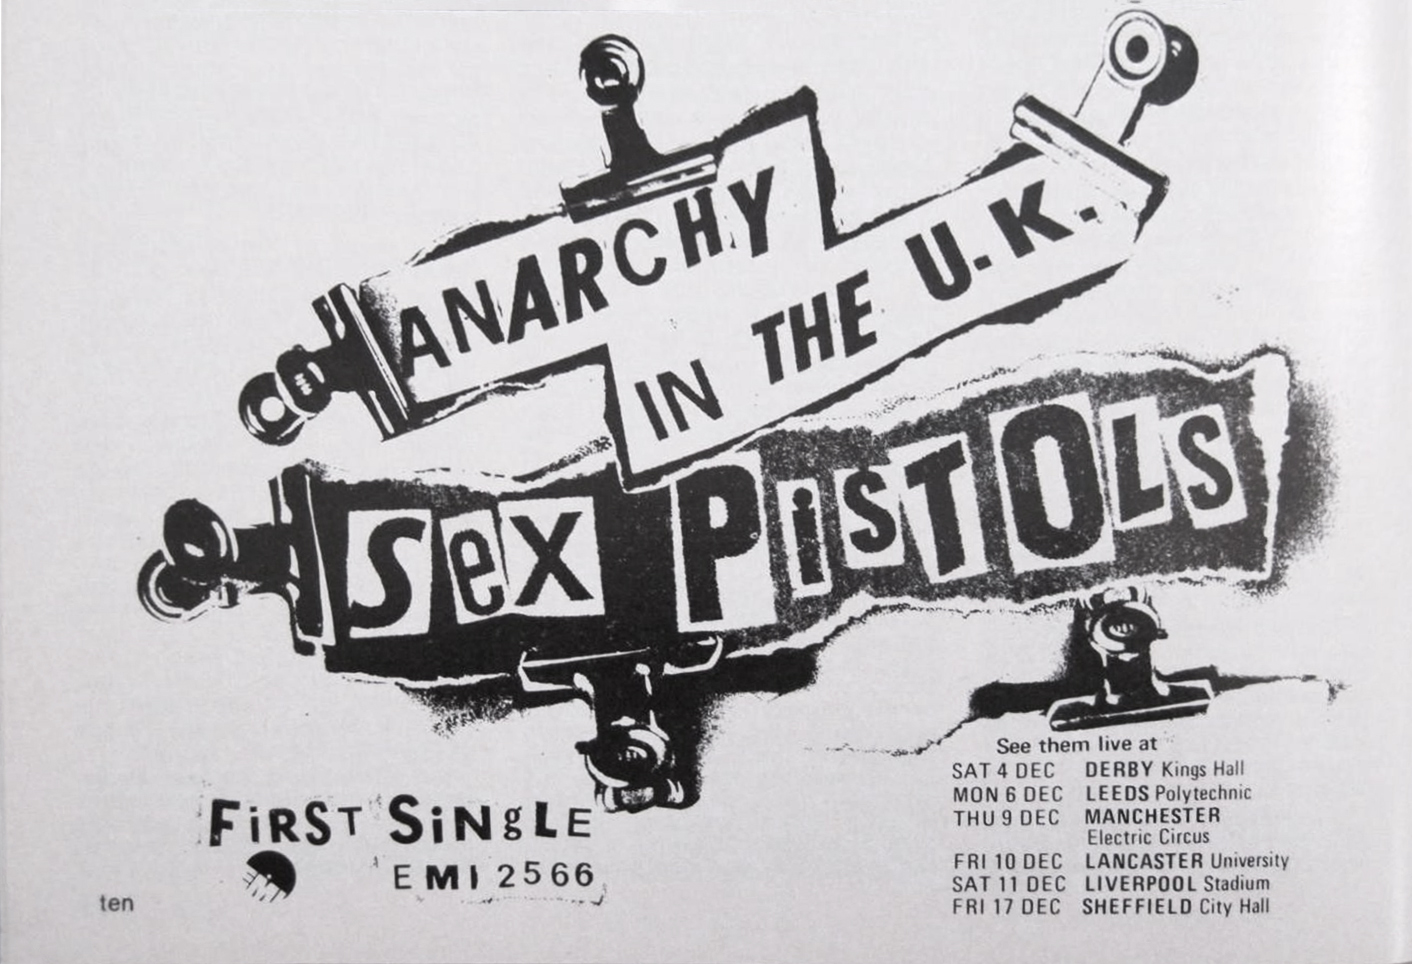 ANARCHY
IN THE U.K.
SeX PiSTOLS
FiRST SiNgLE
EMI 2566
ten
See them live at
SAT 4 DEC DERBY Kings Hall
MON 6 DEC LEEDS Polytechnic
THU 9 DEC MANCHESTER
Electric Circus
FRI 10 DEC LANCASTER University
SAT 11 DEC LIVERPOOL Stadium
FRI 17 DEC SHEFFIELD City Hall